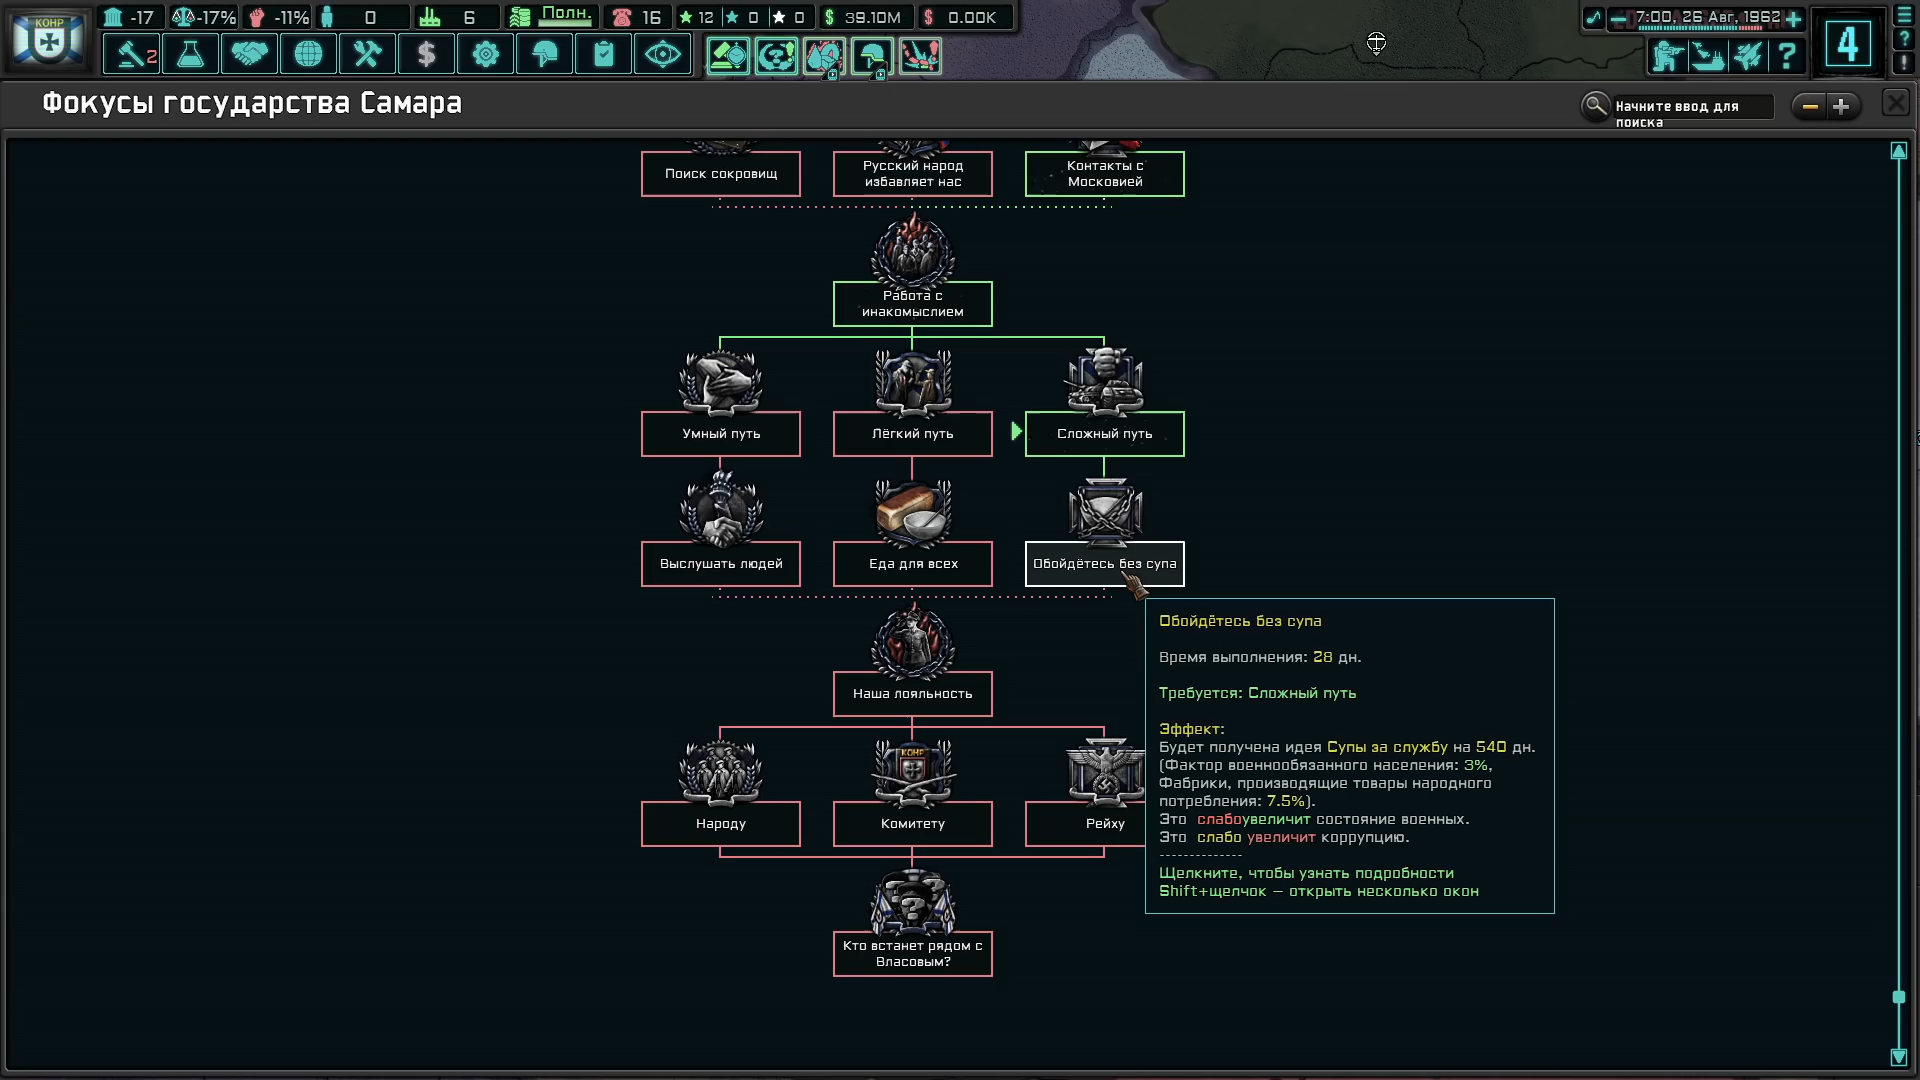 КОНР
-17
-17%
-11%
0
6
Полн.
16
12
0
0
39.10M
0.00K
7:00, 26 Авг, 1962
2
4
Фокусы государства Самара
Начните ввод для
поиска
Поиск сокровищ
Русский народ
избавляет нас
Контакты с
Московией
Работа с
инакомыслием
Умный путь
Лёгкий путь
Сложный путь
Выслушать людей
Еда для всех
Обойдётесь без супа
Наша лояльность
КОНР
Народу
Комитету
Рейху
Кто встанет рядом с
Власовым?
Обойдётесь без супа
Время выполнения: 28 дн.
Требуется: Сложный путь
Эффект:
Будет получена идея Супы за службу на 540 дн.
(Фактор военнообязанного населения: 3%,
Фабрики, производящие товары народного
потребления: 7.5%).
Это слабоувеличит состояние военных.
Это слабо увеличит коррупцию.
--------------
Щелкните, чтобы узнать подробности
Shift+щелчок — открыть несколько окон